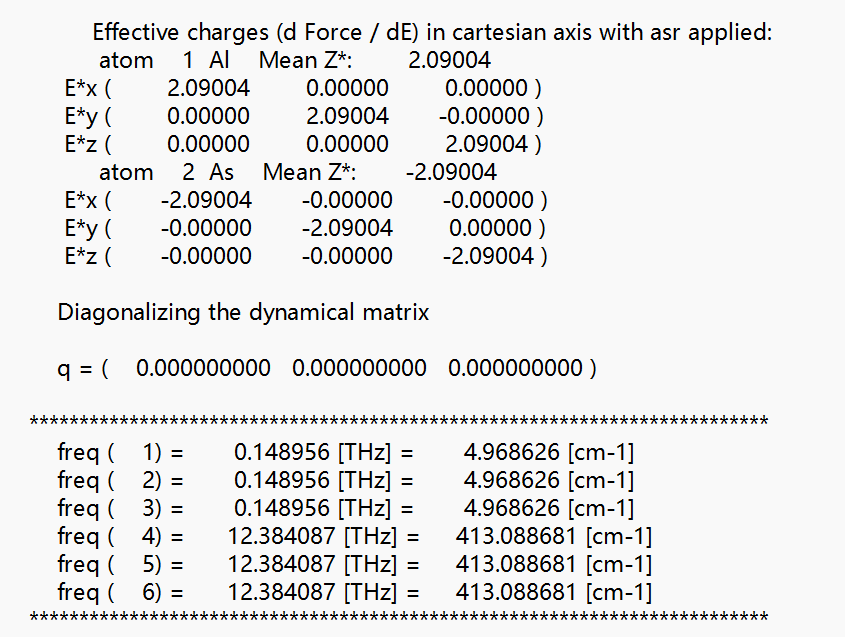 Effective charges (d Force / dE) in cartesian axis with asr applied:
atom 1 Al Mean Z*: 2.09004
E*x ( 2.09004 0.00000 0.00000 )
E*y ( 0.00000 2.09004 -0.00000 )
E*z ( 0.00000 0.00000 2.09004 )
atom 2 As Mean Z*: -2.09004
E*x ( -2.09004 -0.00000 -0.00000 )
E*y ( -0.00000 -2.09004 0.00000 )
E*z ( -0.00000 -0.00000 -2.09004 )
Diagonalizing the dynamical matrix
q = ( 0.000000000 0.000000000 0.000000000 )
**************************************************************************
freq ( 1) = 0.148956 [THz] = 4.968626 [cm-1]
freq ( 2) = 0.148956 [THz] = 4.968626 [cm-1]
freq ( 3) = 0.148956 [THz] = 4.968626 [cm-1]
freq ( 4) = 12.384087 [THz] = 413.088681 [cm-1]
freq ( 5) = 12.384087 [THz] = 413.088681 [cm-1]
freq ( 6) = 12.384087 [THz] = 413.088681 [cm-1]
**************************************************************************